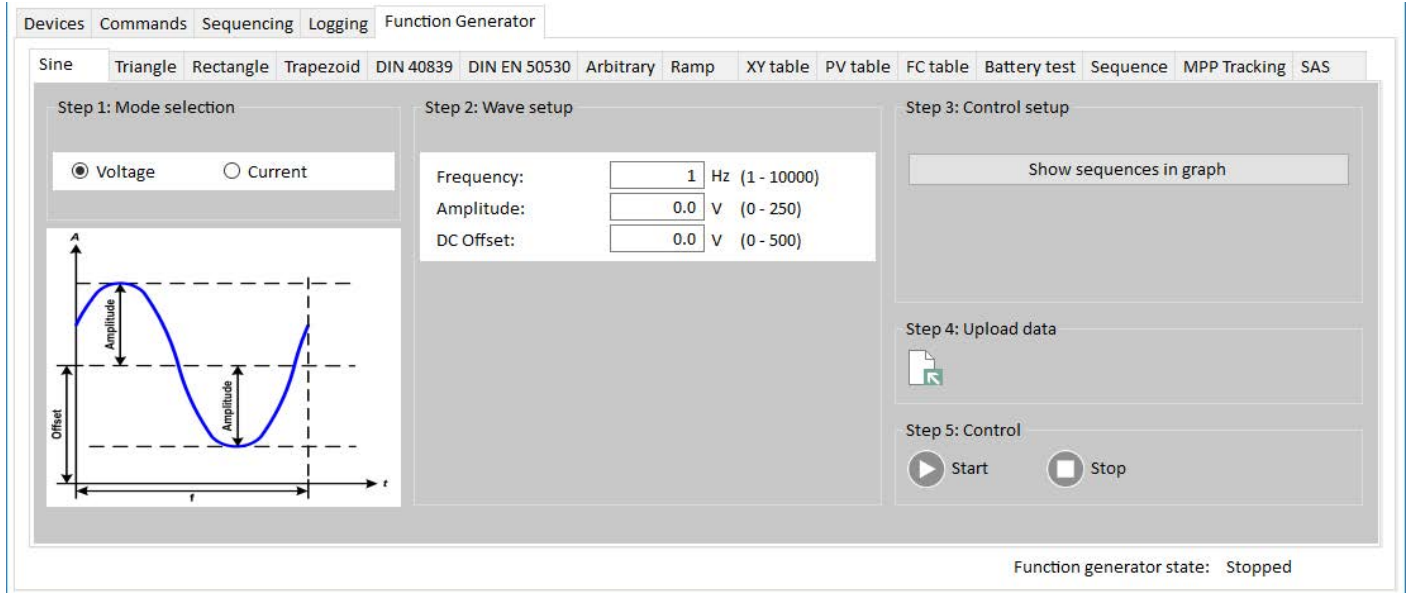 Devices Commands Sequencing Logging Function Generator
Sine Triangle Rectangle Trapezoid DIN 40839 DIN EN 50530 Arbitrary Ramp XY table PV table FC table Battery test Sequence MPP Tracking SAS
Step 1: Mode selection
Voltage Current
A
Amplitude
Amplitude
Offset
t
f
Step 2: Wave setup
Frequency: 1 Hz (1 - 10000)
Amplitude: 0.0 V (0 - 250)
DC Offset: 0.0 V (0 - 500)
Step 3: Control setup
Show sequences in graph
Step 4: Upload data
Step 5: Control
Start Stop
Function generator state: Stopped